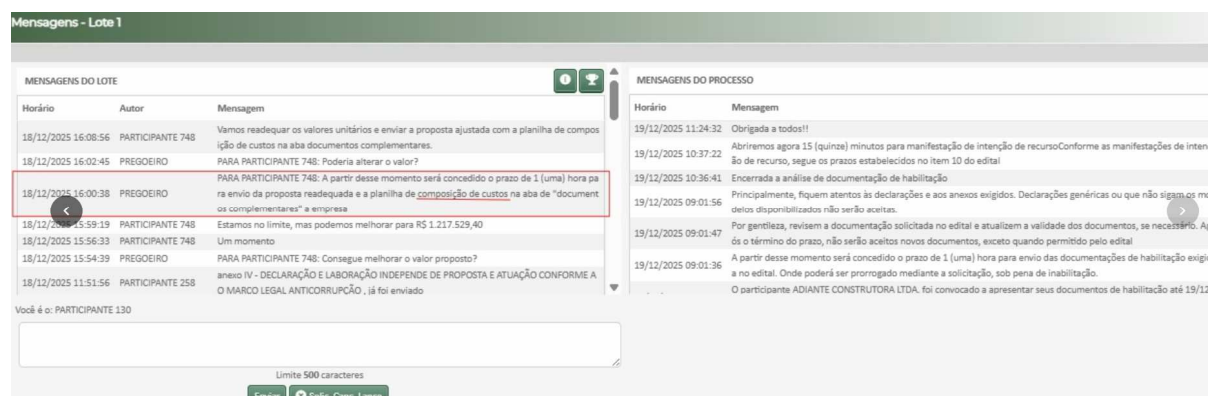 Mensagens - Lote 1
MENSAGENS DO LOTE
Horário Autor Mensagem
18/12/2025 16:08:56 PARTICIPANTE 748 Vamos readequar os valores unitários e enviar a proposta ajustada com a planilha de compos
ição de custos na aba documentos complementares.
18/12/2025 16:02:45 PREGOEIRO PARA PARTICIPANTE 748: Poderia alterar o valor?
18/12/2025 16:00:38 PREGOEIRO PARA PARTICIPANTE 748: A partir desse momento será concedido o prazo de 1 (uma) hora pa
ra envio da proposta readequada e a planilha de composição de custos na aba de "document
os complementares" a empresa
18/12/2025 15:59:19 PARTICIPANTE 748 Estamos no limite, mas podemos melhorar para R$ 1.217.529,40
18/12/2025 15:56:33 PARTICIPANTE 748 Um momento
18/12/2025 15:54:39 PREGOEIRO PARA PARTICIPANTE 748: Consegue melhorar o valor proposto?
18/12/2025 11:51:56 PARTICIPANTE 258 anexo IV - DECLARAÇÃO E LABORAÇÃO INDEPENDE DE PROPOSTA E ATUAÇÃO CONFORME A
O MARCO LEGAL ANTICORRUPÇÃO , já foi enviado
MENSAGENS DO PROCESSO
Horário Mensagem
19/12/2025 11:24:32 Obrigada a todos!!
19/12/2025 10:37:22 Abriremos agora 15 (quinze) minutos para manifestação de intenção de recursoConforme as manifestações de inten
ão de recurso, segue os prazos estabelecidos no item 10 do edital
19/12/2025 10:36:41 Encerrada a análise de documentação de habilitação
19/12/2025 09:01:56 Principalmente, fiquem atentos às declarações e aos anexos exigidos. Declarações genéricas ou que não sigam os mo
delos disponibilizados não serão aceitas.
19/12/2025 09:01:47 Por gentileza, revisem a documentação solicitada no edital e atualizem a validade dos documentos, se necessário. Ap
ós o término do prazo, não serão aceitos novos documentos, exceto quando permitido pelo edital
19/12/2025 09:01:36 A partir desse momento será concedido o prazo de 1 (uma) hora para envio das documentações de habilitação exigi
a no edital. Onde poderá ser prorrogado mediante a solicitação, sob pena de inabilitação.
O participante ADIANTE CONSTRUTORA LTDA. foi convocado a apresentar seus documentos de habilitação até 19/12
Você é o: PARTICIPANTE 130
Limite 500 caracteres